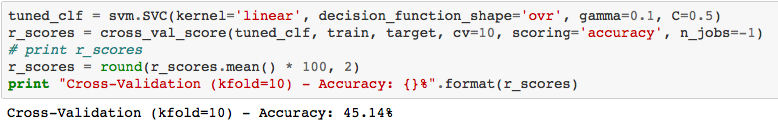 tuned_clf = svm.SVC(kernel='linear', decision_function_shape='ovr', gamma=0.1, C=0.5)
r_scores = cross_val_score(tuned_clf, train, target, cv=10, scoring='accuracy', n_jobs=-1)
# print r_scores
r_scores = round(r_scores.mean() * 100, 2)
print "Cross-Validation (kfold=10) - Accuracy: {}%".format(r_scores)
Cross-Validation (kfold=10) - Accuracy: 45.14%